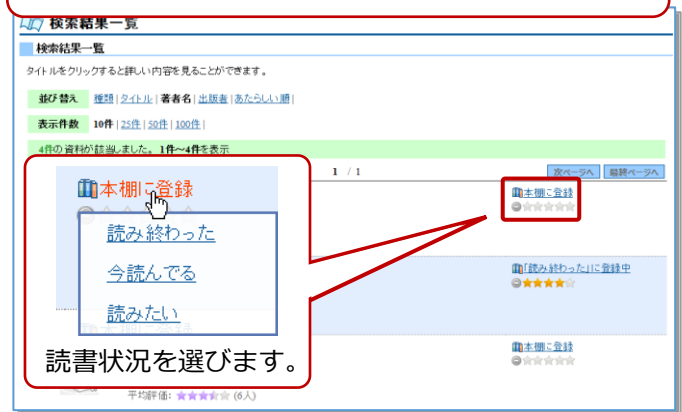 検索結果一覧
検索結果一覧
タイトルをクリックすると詳しい内容を見ることができます。
並び替え 種類 | タイトル | 著者名 | 出版者 | あたらしい順 |
表示件数 10件 | 25件 | 50件 | 100件 |
4件の資料が該当しました。 1件～4件を表示
1 / 1 次ページへ 最終ページへ
本棚に登録
読み終わった
今読んでる
読みたい
読書状況を選びます。
本棚に登録
「読み終わった」に登録中
本棚に登録
平均評価: ★★★★☆ (6人)